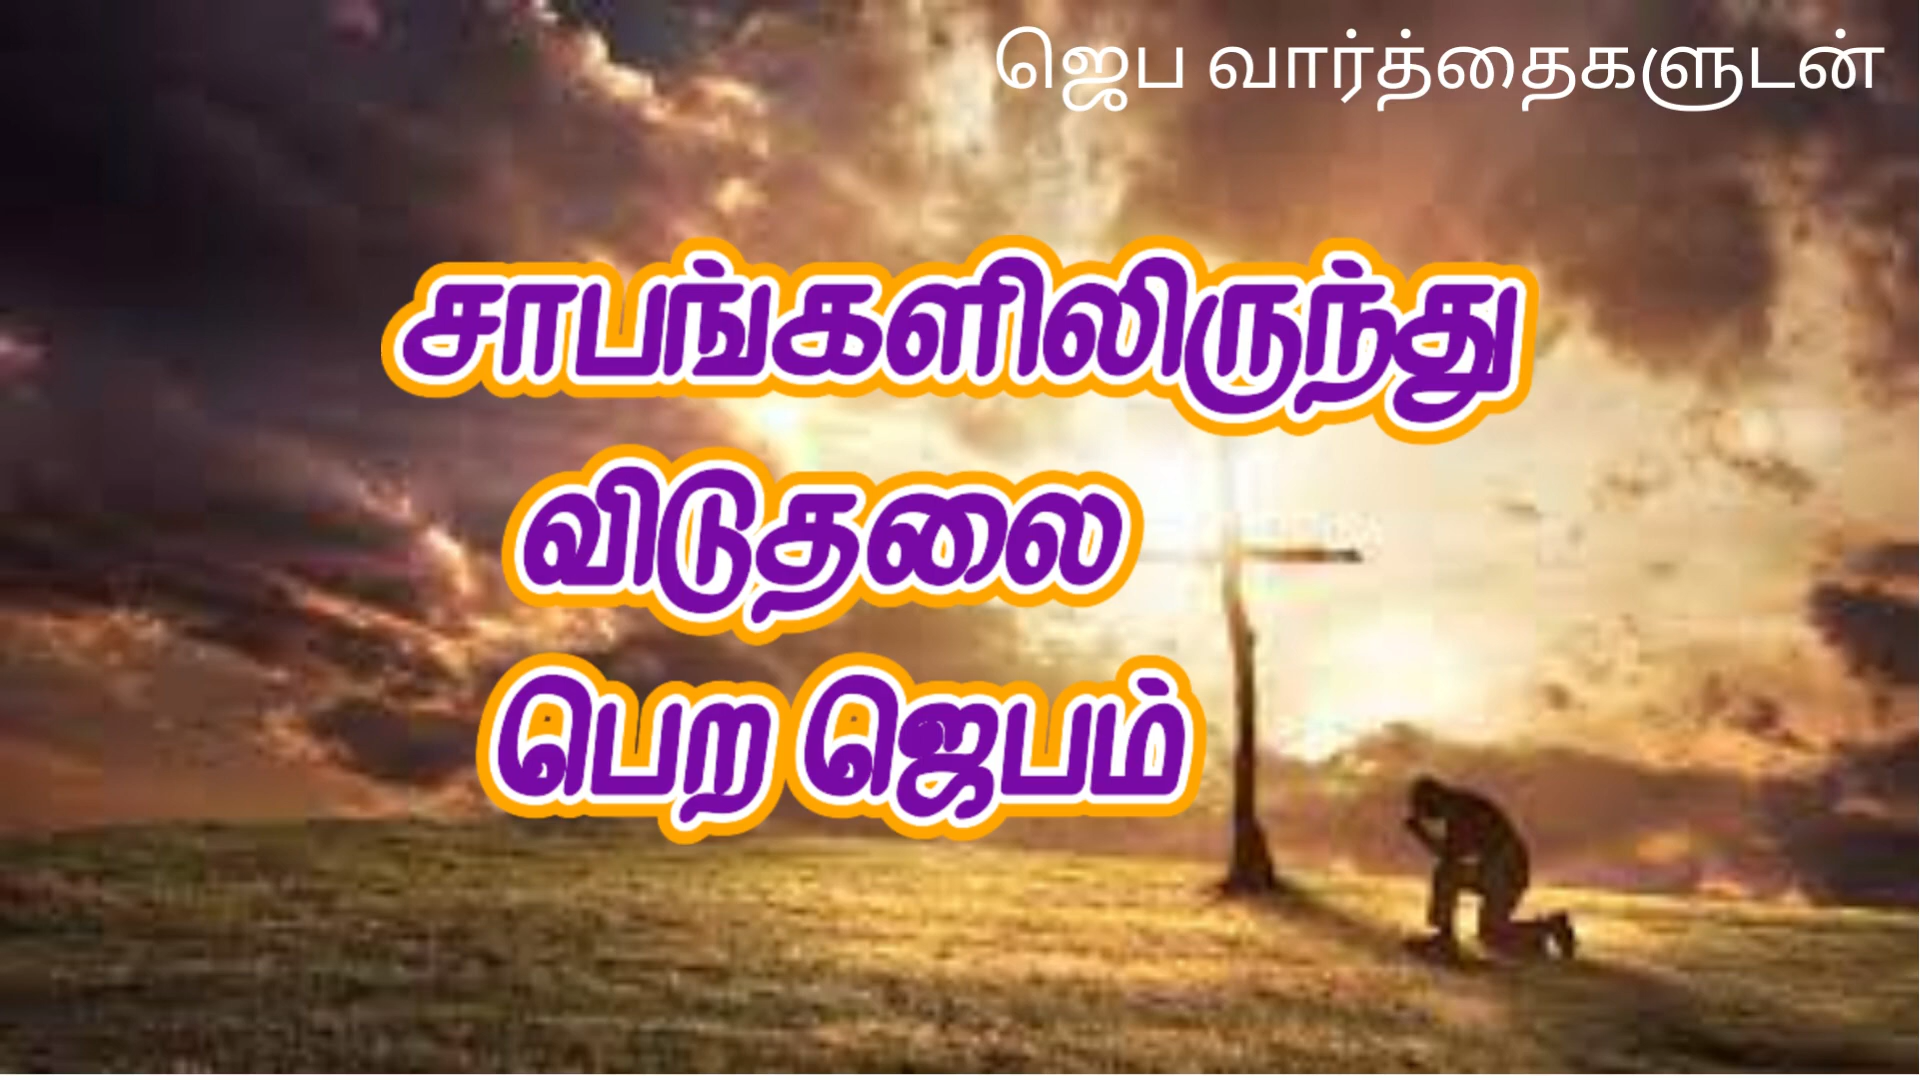 ஜெப வார்த்தைகளுடன்
சாபங்களிலிருந்து
விடுதலை
பெற ஜெபம்